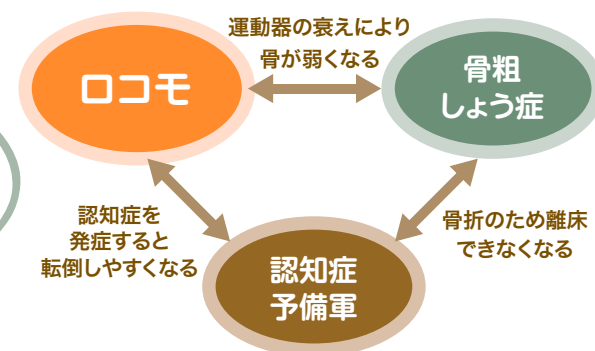 運動器の衰えにより
骨が弱くなる
ロコモ
骨粗
しょう症
認知症を
発症すると
転倒しやすくなる
骨折のため離床
できなくなる
認知症
予備軍